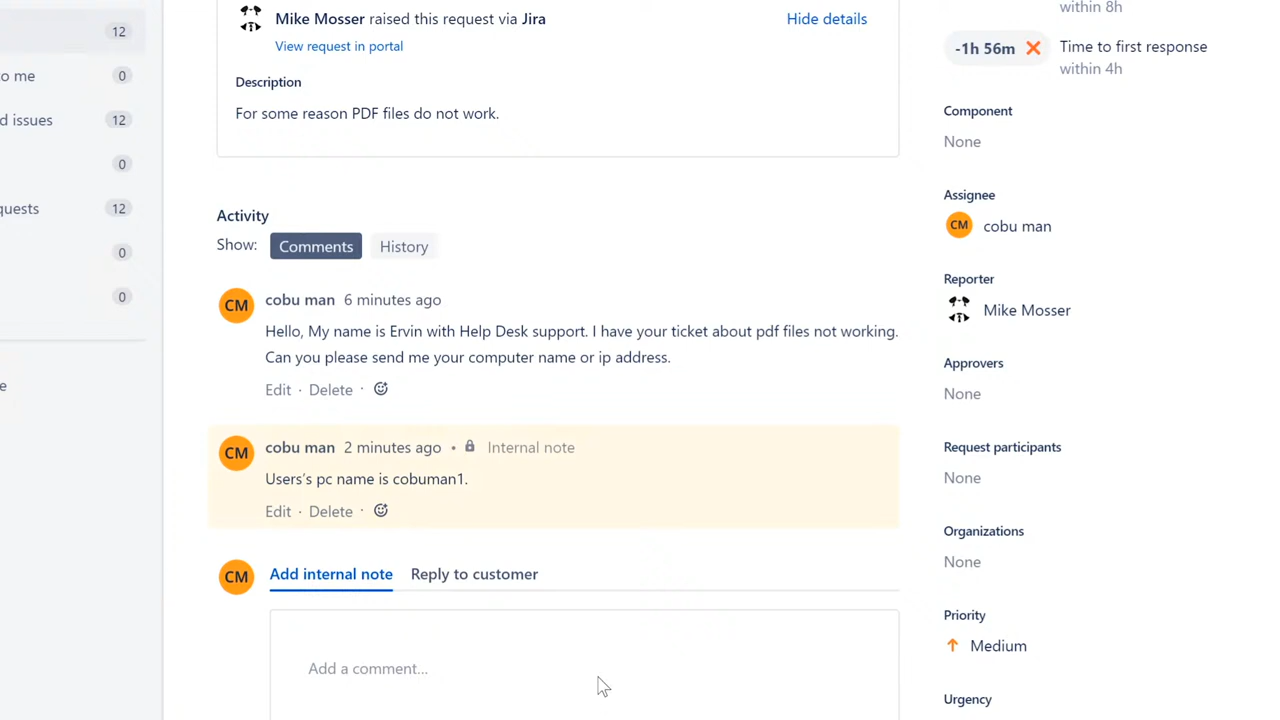 12
to me
0
d issues
12
0
quests
12
0
0
e
Mike Mosser raised this request via Jira
Hide details
View request in portal
Description
For some reason PDF files do not work.
Activity
Show:
Comments
History
CM
cobu man 6 minutes ago
Hello, My name is Ervin with Help Desk support. I have your ticket about pdf files not working.
Can you please send me your computer name or ip address.
Edit · Delete ·
CM
cobu man 2 minutes ago • Internal note
Users's pc name is cobuman1.
Edit · Delete ·
CM
Add internal note
Reply to customer
Add a comment...
within 8h
-1h 56m
Time to first response
within 4h
Component
None
Assignee
CM
cobu man
Reporter
Mike Mosser
Approvers
None
Request participants
None
Organizations
None
Priority
Medium
Urgency